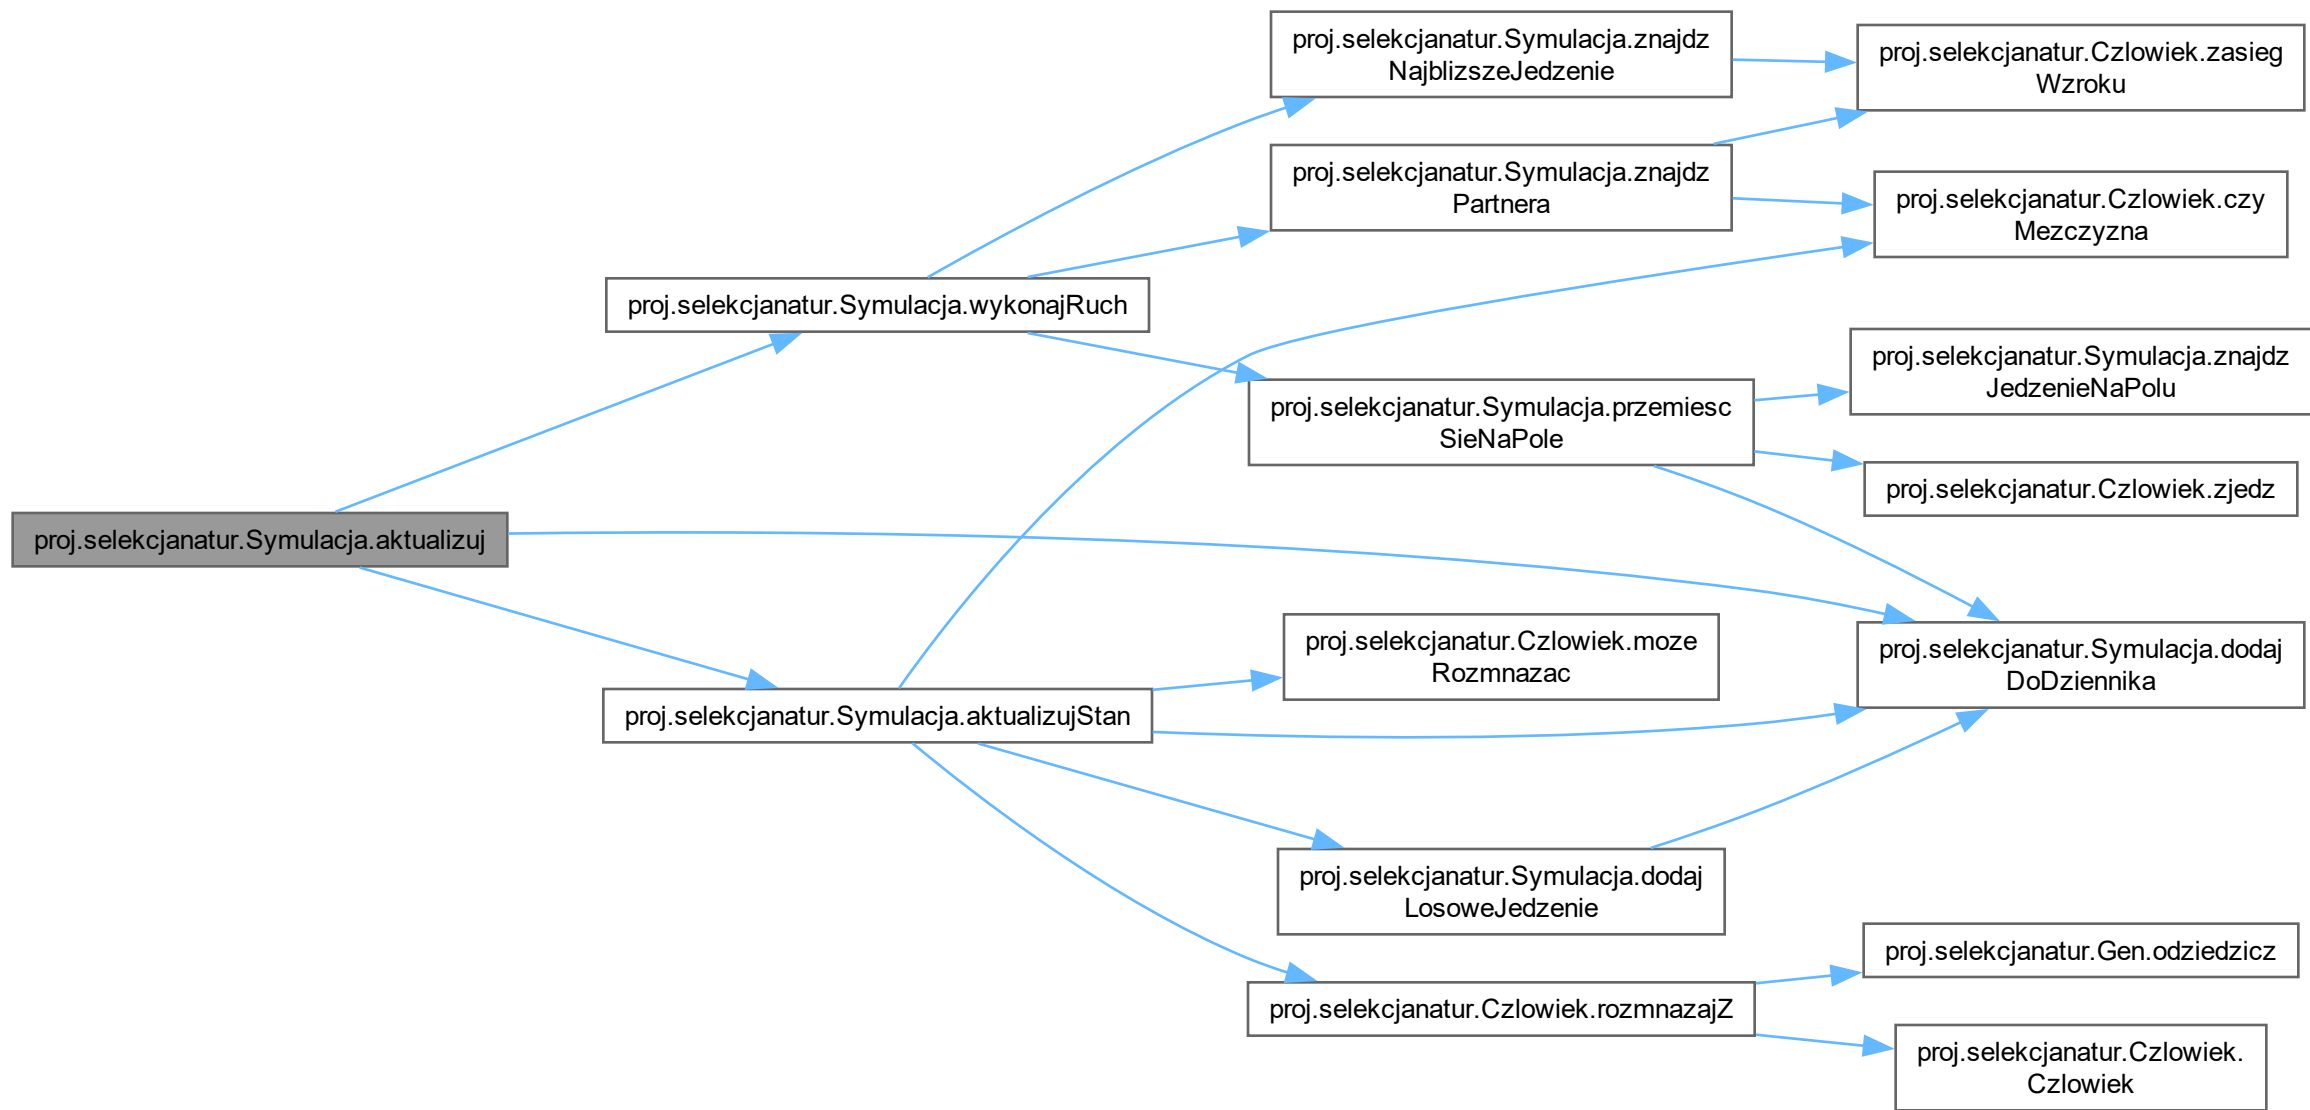 proj.selekcjanatur.Symulacja.aktualizuj
proj.selekcjanatur.Symulacja.wykonajRuch
proj.selekcjanatur.Symulacja.znajdz
NajblizszeJedzenie
proj.selekcjanatur.Czlowiek.zasieg
Wzroku
proj.selekcjanatur.Symulacja.znajdz
Partnera
proj.selekcjanatur.Czlowiek.czy
Mezczyzna
proj.selekcjanatur.Symulacja.przemiesc
SieNaPole
proj.selekcjanatur.Symulacja.znajdz
JedzenieNaPolu
proj.selekcjanatur.Czlowiek.zjedz
proj.selekcjanatur.Symulacja.dodaj
DoDziennika
proj.selekcjanatur.Symulacja.aktualizujStan
proj.selekcjanatur.Czlowiek.moze
Rozmnazac
proj.selekcjanatur.Symulacja.dodaj
LosoweJedzenie
proj.selekcjanatur.Czlowiek.rozmnazajZ
proj.selekcjanatur.Gen.odziedzicz
proj.selekcjanatur.Czlowiek.
Czlowiek